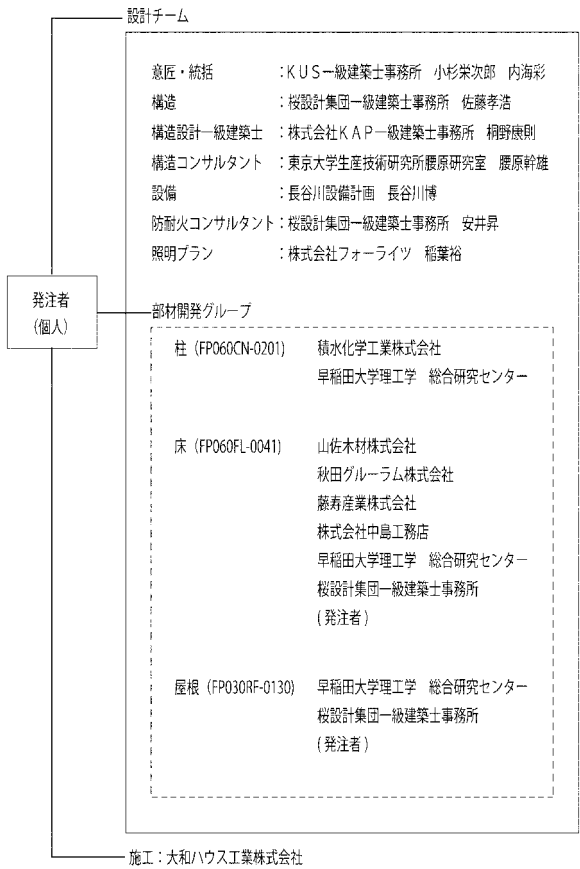 設計チーム
意匠・統括 :KUS一級建築士事務所 小杉栄次郎 内海彩
構造 :桜設計集団一級建築士事務所 佐藤孝浩
構造設計一級建築士 :株式会社KAP一級建築士事務所 桐野康則
構造コンサルタント :東京大学生産技術研究所腰原研究室 腰原幹雄
設備 :長谷川設備計画 長谷川博
防耐火コンサルタント:桜設計集団一級建築士事務所 安井昇
照明プラン :株式会社フォーライツ 稲葉裕
発注者
(個人)
部材開発グループ
柱(FP060CN-0201) 積水化学工業株式会社
早稲田大学理工学 総合研究センター
床(FP060FL-0041) 山佐木材株式会社
秋田グルーラム株式会社
藤寿産業株式会社
株式会社中島工務店
早稲田大学理工学 総合研究センター
桜設計集団一級建築士事務所
(発注者)
屋根(FP030RF-0130) 早稲田大学理工学 総合研究センター
桜設計集団一級建築士事務所
(発注者)
施工:大和ハウス工業株式会社